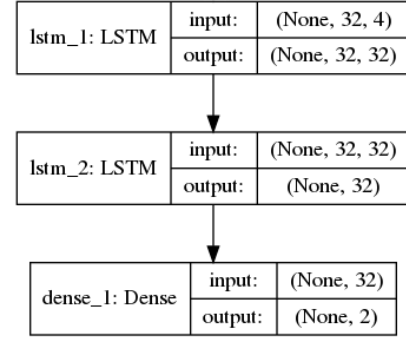 lstm_1: LSTM
input: (None, 32, 4)
output: (None, 32, 32)
lstm_2: LSTM
input: (None, 32, 32)
output: (None, 32)
dense_1: Dense
input: (None, 32)
output: (None, 2)